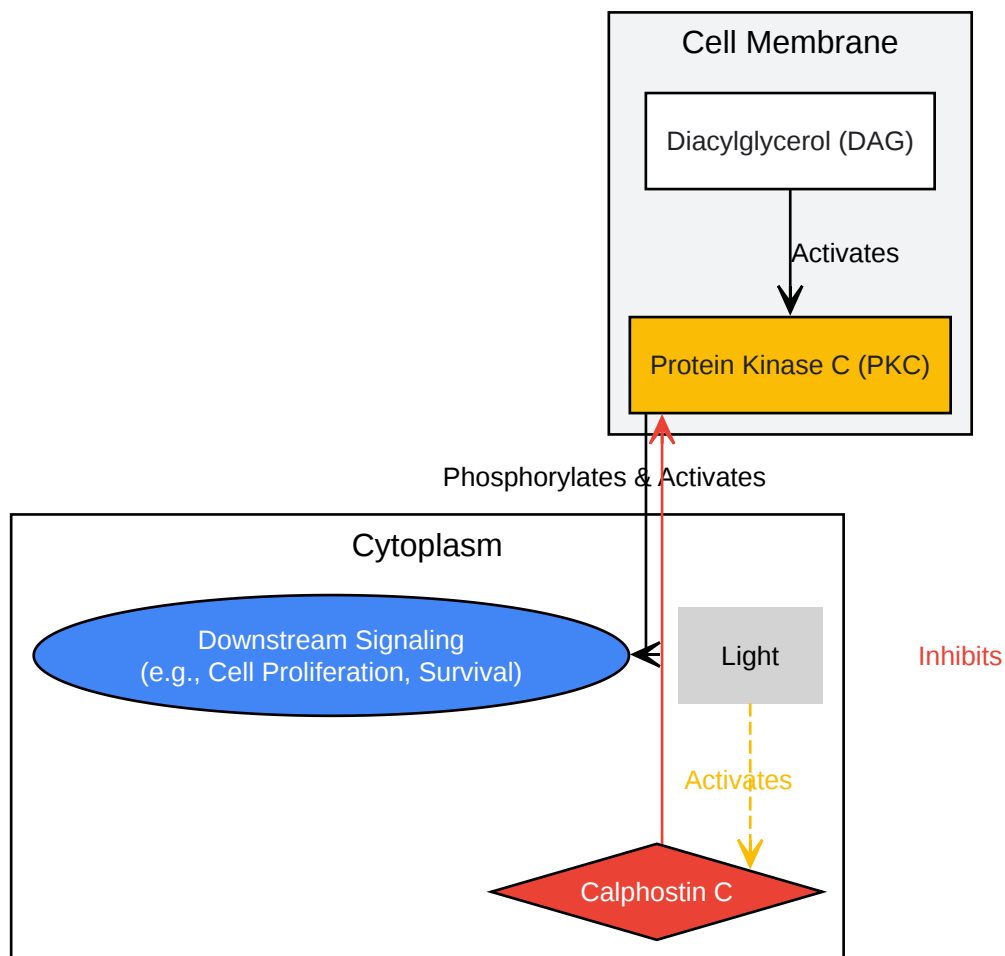 Cell Membrane
Diacylglycerol (DAG)
Activates
Protein Kinase C (PKC)
Phosphorylates & Activates
Cytoplasm
Downstream Signaling
(e.g., Cell Proliferation, Survival)
Light
Inhibits
Activates
Calphostin C